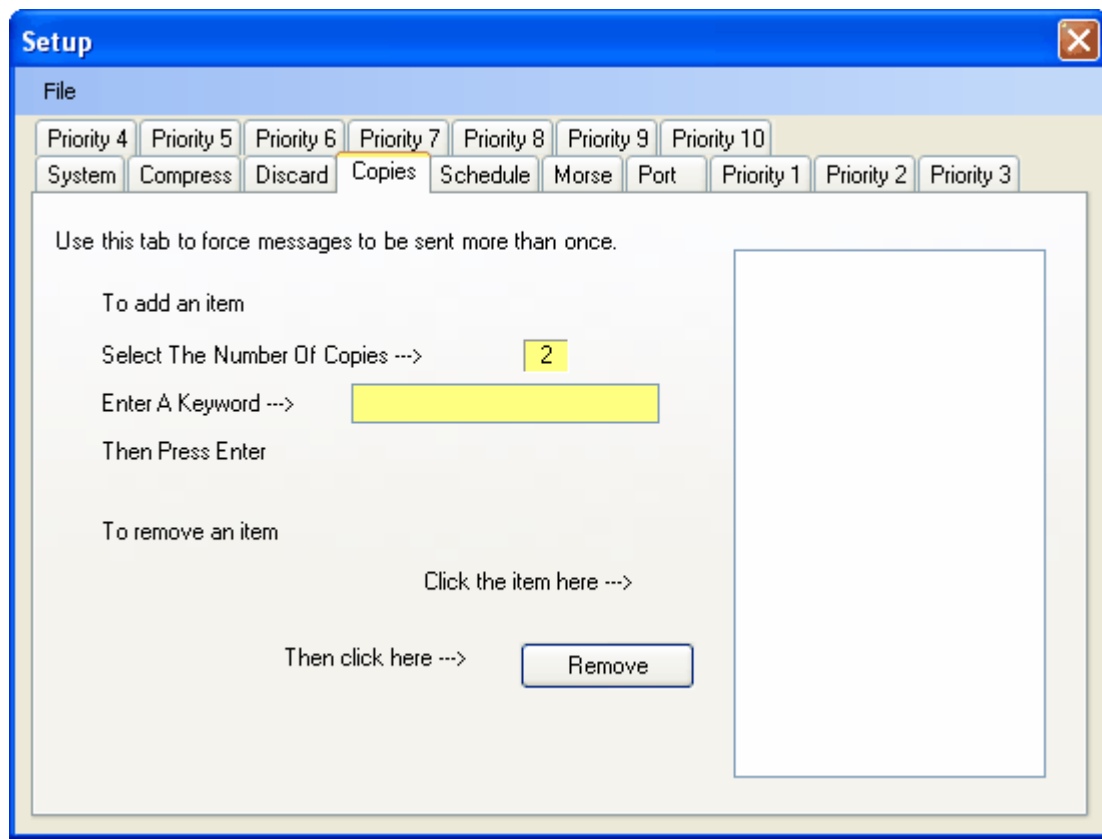 Setup
File
Priority 4 Priority 5 Priority 6 Priority 7 Priority 8 Priority 9 Priority 10
System Compress Discard Copies Schedule Morse Port Priority 1 Priority 2 Priority 3
Use this tab to force messages to be sent more than once.
To add an item
Select The Number Of Copies ---> 2
Enter A Keyword --->
Then Press Enter
To remove an item
Click the item here --->
Then click here ---> Remove